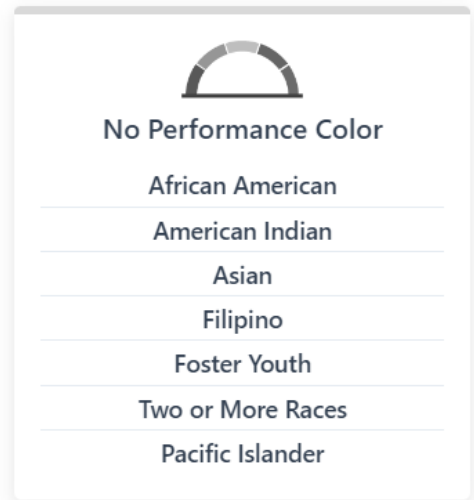 No Performance Color
African American
American Indian
Asian
Filipino
Foster Youth
Two or More Races
Pacific Islander